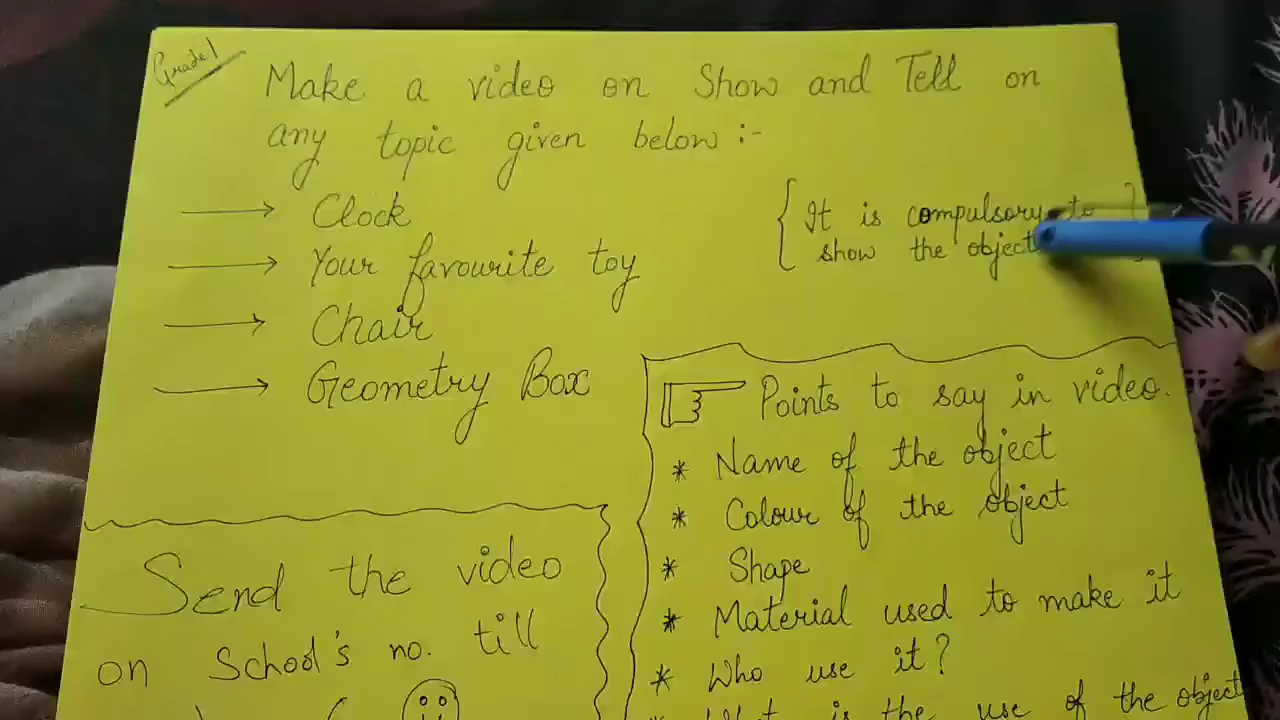 Grade 1
Make a video on Show and Tell on
any topic given below :-
→ Clock
→ Your favourite toy
→ Chair
→ Geometry Box
{ It is compulsory to
show the object }
Points to say in video.
* Name of the object
* Colour of the object
* Shape
* Material used to make it
* Who use it?
* What is the use of the object
Send the video
on School's no. till